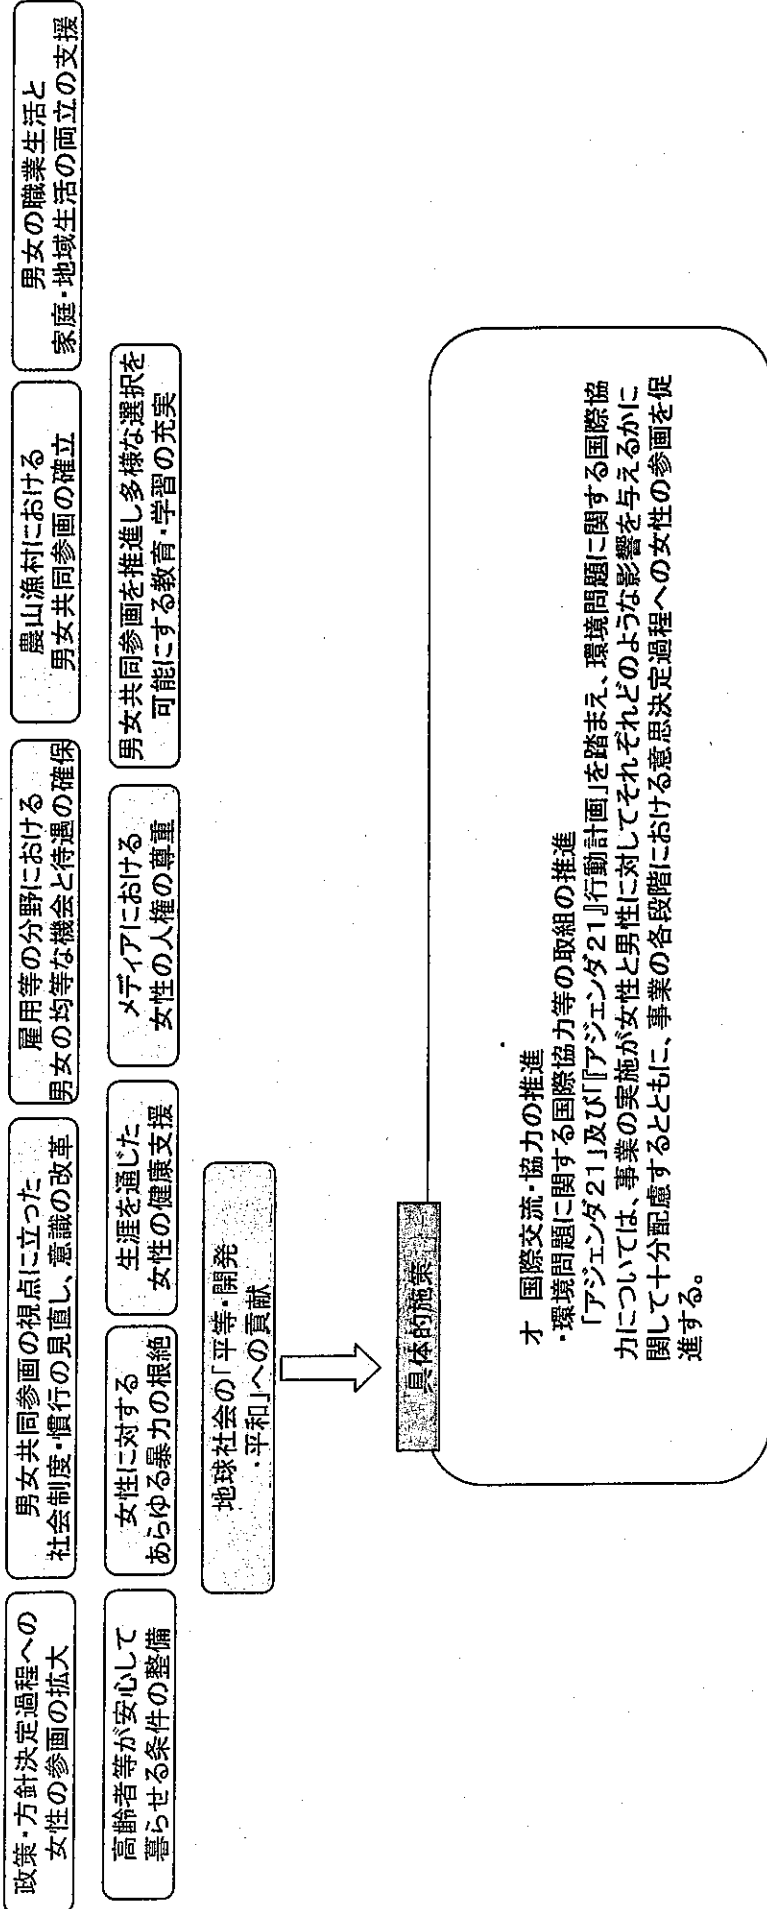 政策・方針決定過程への
女性の参画の拡大
男女共同参画の視点に立った
社会制度・慣行の見直し、意識の改革
雇用等の分野における
男女の均等な機会と待遇の確保
農山漁村における
男女共同参画の確立
男女の職業生活と
家庭・地域生活の両立の支援
高齢者等が安心して
暮らせる条件の整備
女性に対する
あらゆる暴力の根絶
生涯を通じた
女性の健康支援
メディアにおける
女性の人権の尊重
男女共同参画を推進し多様な選択を
可能にする教育・学習の充実
地球社会の「平等・開発
・平和」への貢献
具体的施策
オ 国際交流・協力の推進
・環境問題に関する国際協力等の取組の推進
「アジェンダ21」及び「『アジェンダ21』行動計画」を踏まえ、環境問題に関する国際協
力については、事業の実施が女性と男性に対してそれぞれどのような影響を与えるかに
関して十分配慮するとともに、事業の各段階における意思決定過程への女性の参画を促
進する。